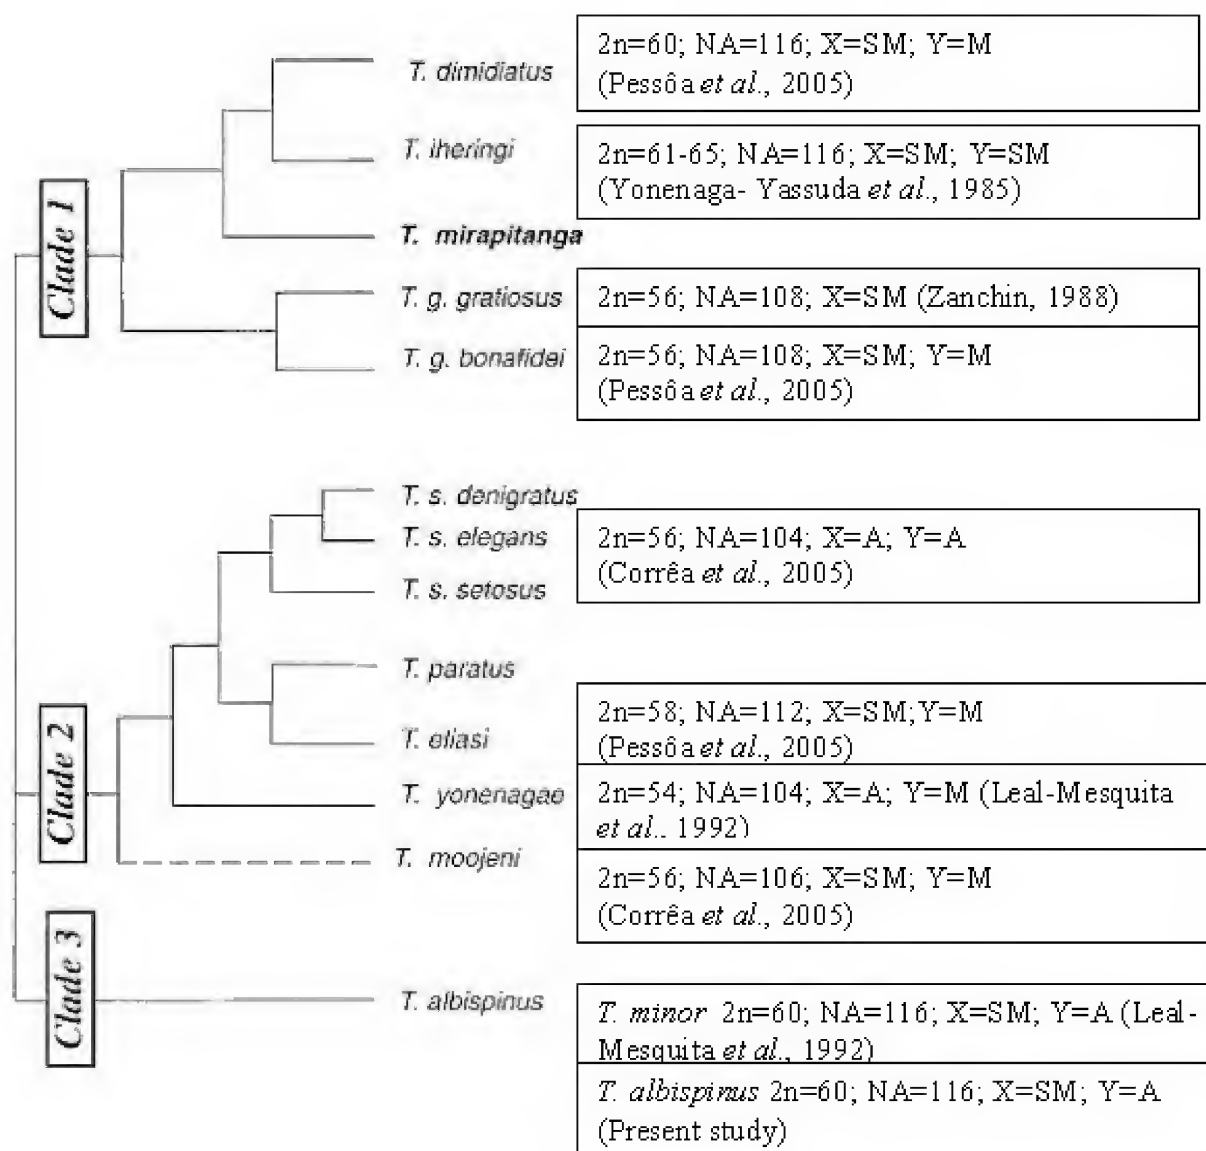 Clade 1
T. dimidiatus
2n=60; NA=116; X=SM; Y=M
(Pessôa et al., 2005)
T. iheringi
2n=61-65; NA=116; X=SM; Y=SM
(Yonenaga- Yassuda et al., 1985)
T. mirapitanga
T. g. gratiosus
2n=56; NA=108; X=SM (Zanchin, 1988)
T. g. bonafidei
2n=56; NA=108; X=SM; Y=M
(Pessôa et al., 2005)
Clade 2
T. s. denigratus
T. s. elegans
2n=56; NA=104; X=A; Y=A
(Corrêa et al., 2005)
T. s. setosus
T. paratus
T. eliasi
2n=58; NA=112; X=SM;Y=M
(Pessôa et al., 2005)
T. yonenagae
2n=54; NA=104; X=A; Y=M (Leal-Mesquita
et al., 1992)
T. moojeni
2n=56; NA=106; X=SM; Y=M
(Corrêa et al., 2005)
Clade 3
T. albispinus
T. minor 2n=60; NA=116; X=SM; Y=A (Leal-
Mesquita et al., 1992)
T. albispinus 2n=60; NA=116; X=SM; Y=A
(Present study)